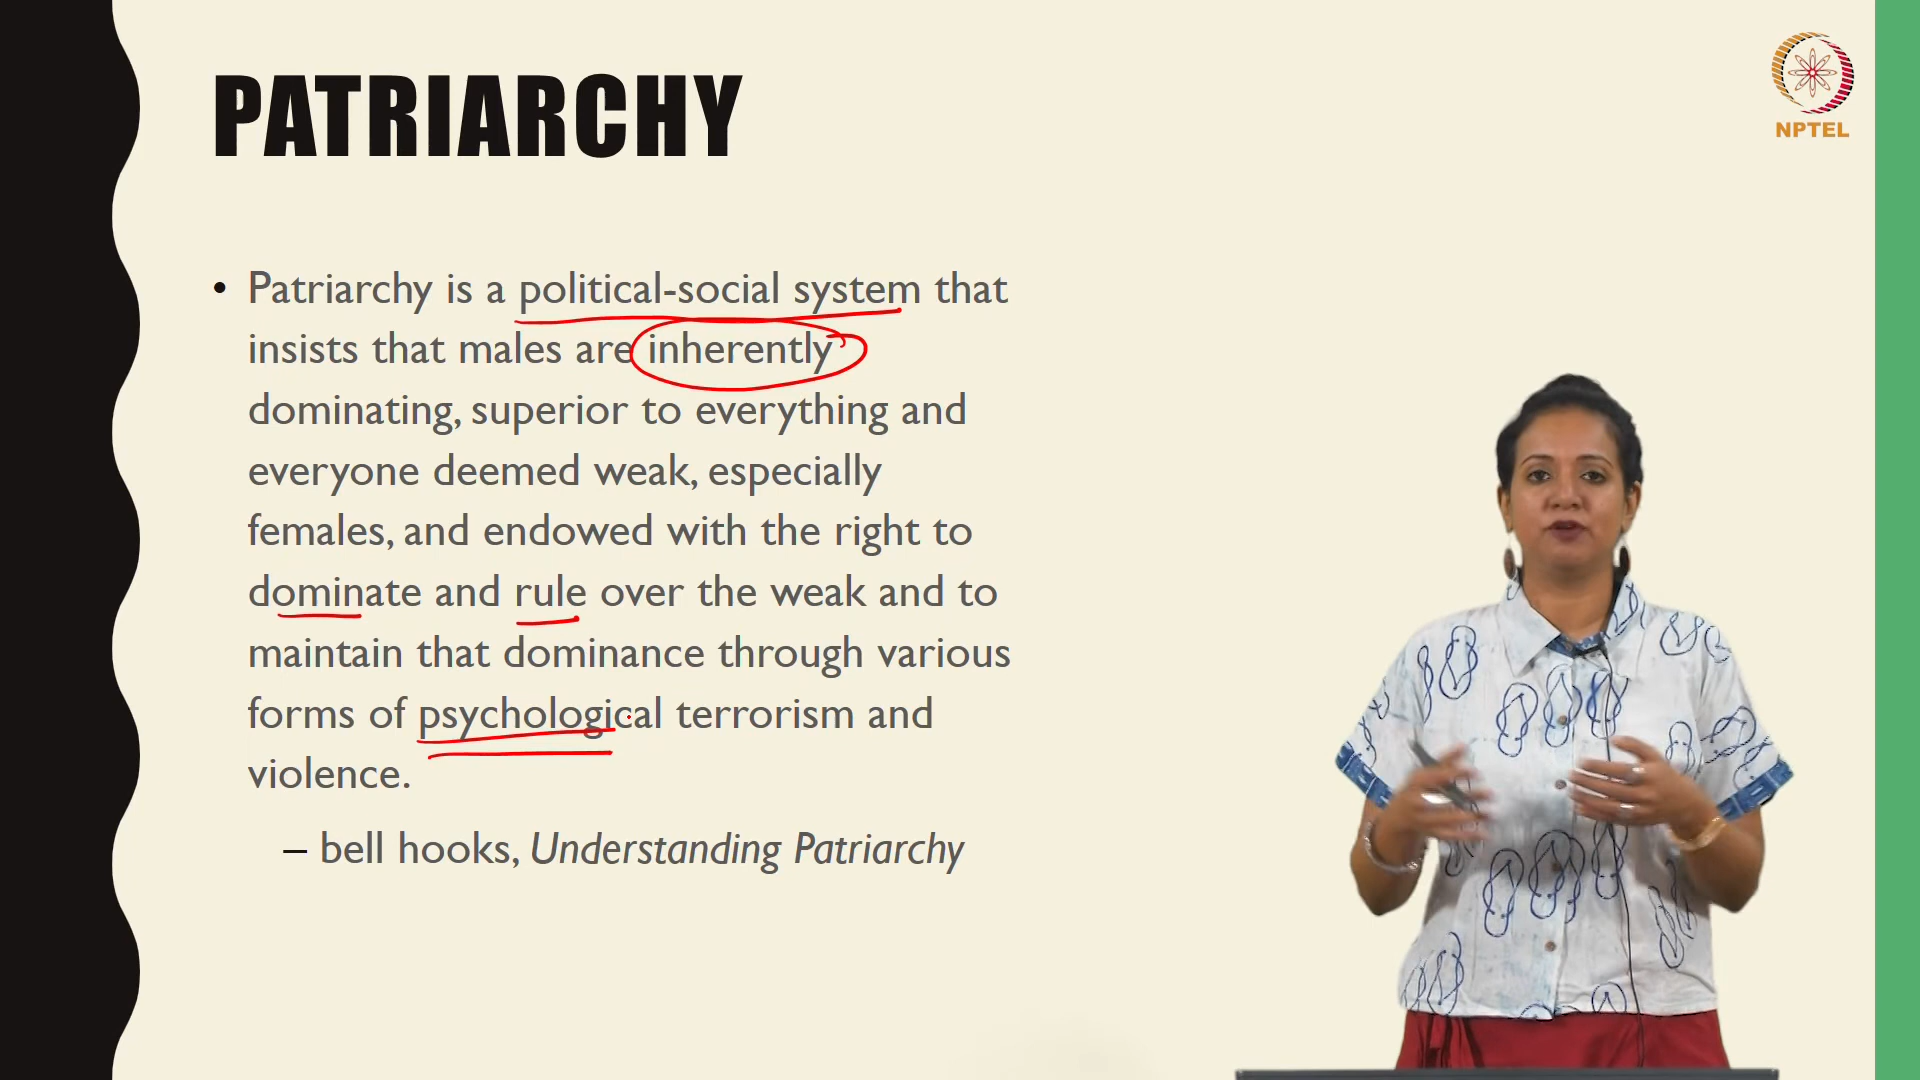 PATRIARCHY
NPTEL
• Patriarchy is a political-social system that
insists that males are inherently
dominating, superior to everything and
everyone deemed weak, especially
females, and endowed with the right to
dominate and rule over the weak and to
maintain that dominance through various
forms of psychological terrorism and
violence.
– bell hooks, Understanding Patriarchy